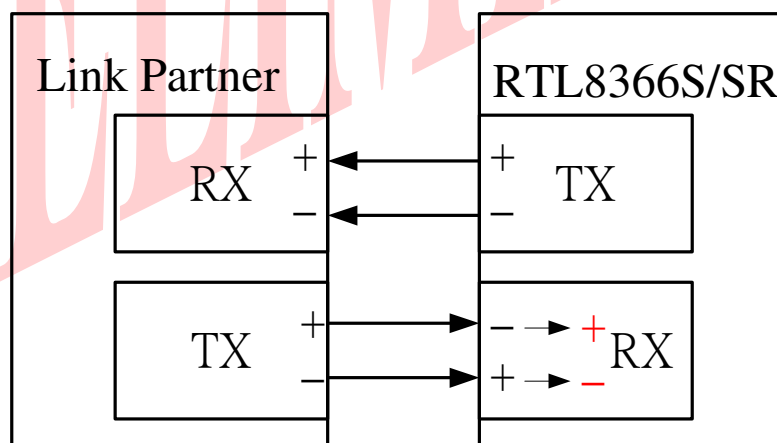 Link Partner
RTL8366S/SR
RX + + TX
− −
TX + − + RX
− + −